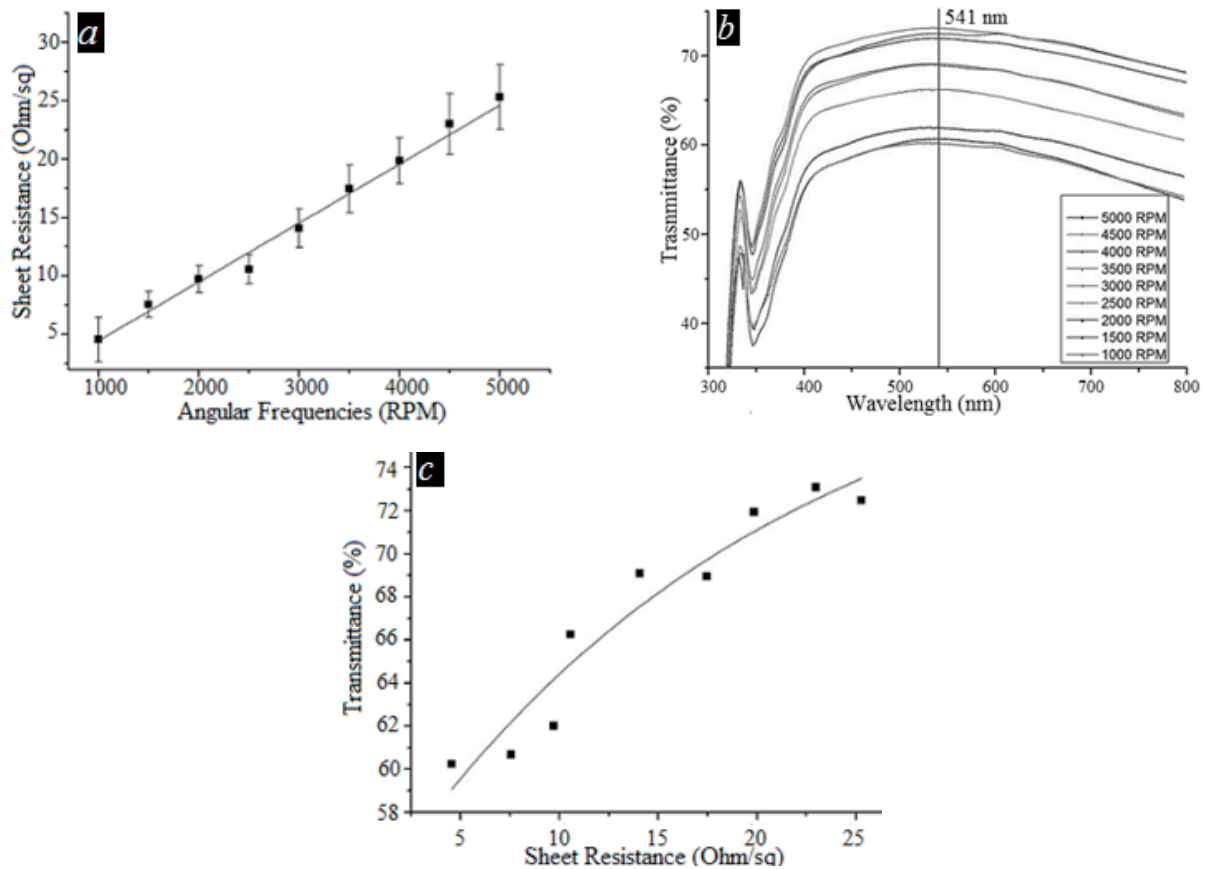 a
Sheet Resistance (Ohm/sq)
30
25
20
15
10
5
1000 2000 3000 4000 5000
Angular Frequencies (RPM)
b
541 nm
Trasnmittance (%)
70
60
50
40
5000 RPM
4500 RPM
4000 RPM
3500 RPM
3000 RPM
2500 RPM
2000 RPM
1500 RPM
1000 RPM
300 400 500 600 700 800
Wavelength (nm)
c
Transmittance (%)
74
72
70
68
66
64
62
60
58
5 10 15 20 25
Sheet Resistance (Ohm/sq)